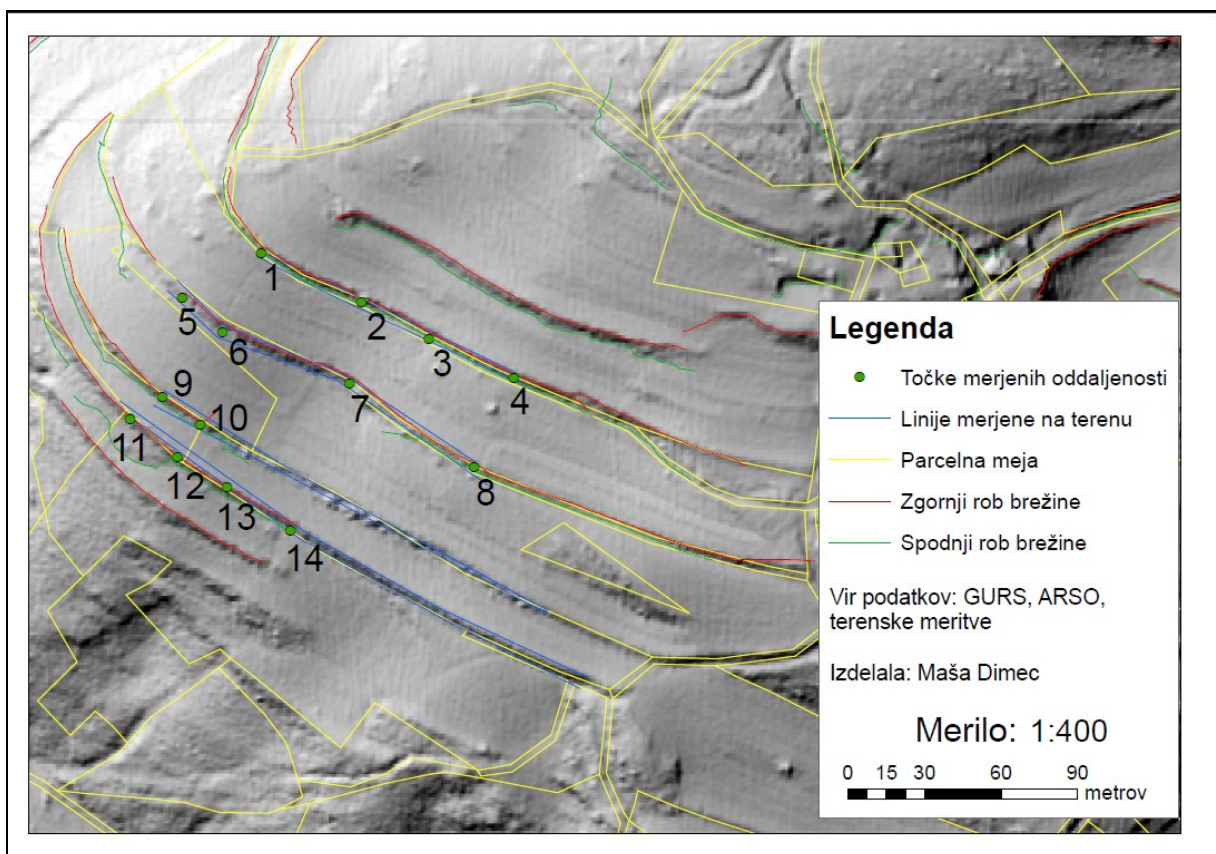 1
2
3
4
5
6
7
8
9
10
11
12
13
14
Legenda
Točke merjenih oddaljenosti
Linije merjene na terenu
Parcelna meja
Zgornji rob brežine
Spodnji rob brežine
Vir podatkov: GURS, ARSO,
terenske meritve
Izdelala: Maša Dimec
Merilo: 1:400
0 15 30 60 90
metrov